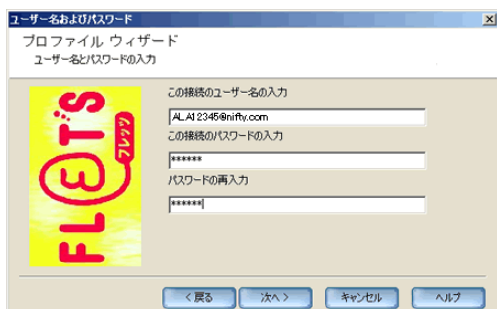 ユーザー名およびパスワード
プロファイル ウィザード
ユーザー名とパスワードの入力
この接続のユーザー名の入力
ALA12345@nifty.com
この接続のパスワードの入力
******
パスワードの再入力
******
FLET'S
フレッツ
< 戻る
次へ >
キャンセル
ヘルプ